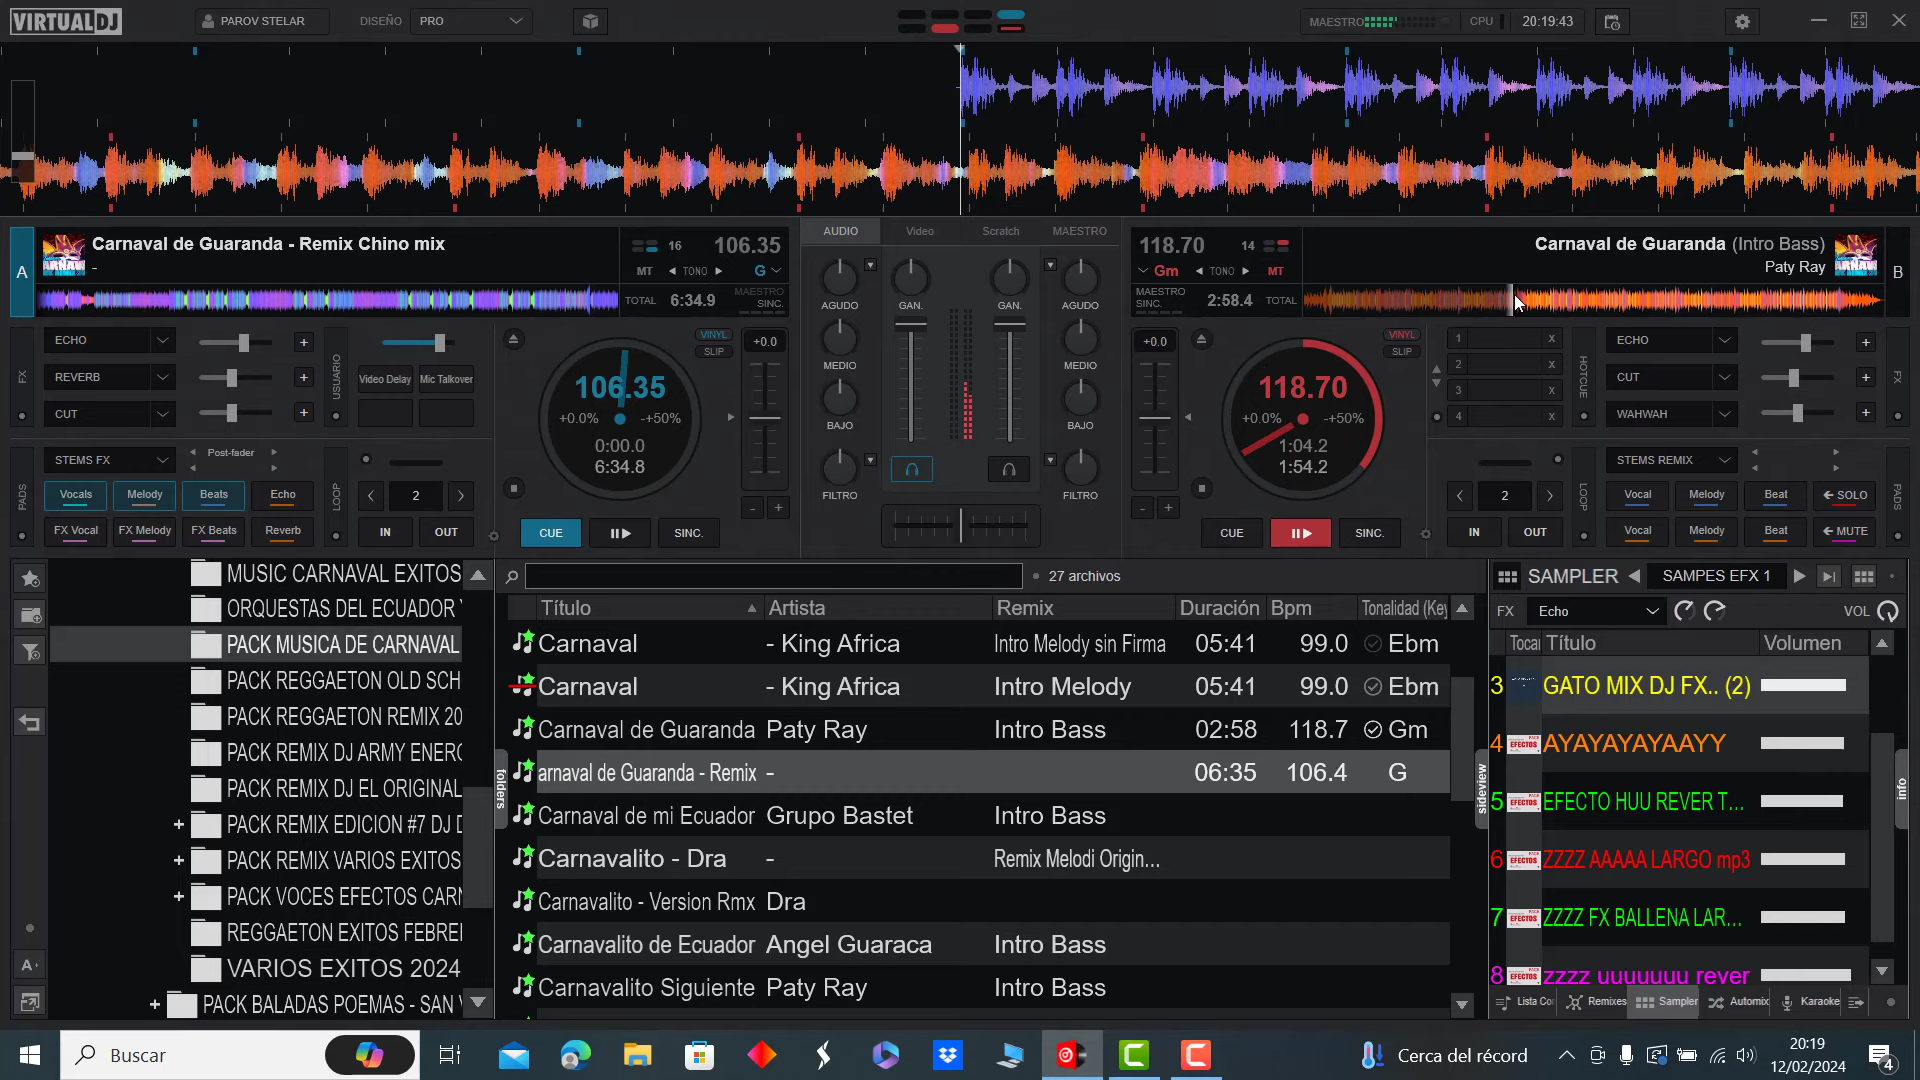 VIRTUALDJ
PAROV STELAR
DISEÑO
PRO
MAESTRO
CPU
20:19:43
A
Carnaval de Guaranda - Remix Chino mix
-
16
106.35
MT
TONO
G
TOTAL
6:34.9
MAESTRO
SINC.
AUDIO
Video
Scratch
MAESTRO
118.70
14
Gm
TONO
MT
MAESTRO
SINC.
2:58.4
TOTAL
Carnaval de Guaranda (Intro Bass)
Paty Ray
B
FX
ECHO
REVERB
CUT
USUARIO
Video Delay
Mic Talkover
VINYL
SLIP
+0.0
106.35
+0.0%
-+50%
0:00.0
6:34.8
AGUDO
GAN.
GAN.
AGUDO
MEDIO
MEDIO
BAJO
BAJO
FILTRO
FILTRO
+0.0
VINYL
SLIP
118.70
+0.0%
-+50%
1:04.2
1:54.2
1
x
2
x
3
x
4
x
HOTCUE
ECHO
CUT
WAHWAH
FX
PADS
STEMS FX
Post-fader
Vocals
Melody
Beats
Echo
FX Vocal
FX Melody
FX Beats
Reverb
LOOP
2
IN
OUT
CUE
SINC.
CUE
SINC.
2
IN
OUT
LOOP
STEMS REMIX
Vocal
Melody
Beat
SOLO
Vocal
Melody
Beat
MUTE
PADS
MUSIC CARNAVAL EXITOS
ORQUESTAS DEL ECUADOR
PACK MUSICA DE CARNAVAL
PACK REGGAETON OLD SCH
PACK REGGAETON REMIX 20
PACK REMIX DJ ARMY ENERG
PACK REMIX DJ EL ORIGINAL
PACK REMIX EDICION #7 DJ
PACK REMIX VARIOS EXITOS
PACK VOCES EFECTOS CARN
REGGAETON EXITOS FEBRE
VARIOS EXITOS 2024
PACK BALADAS POEMAS - SAN
folders
27 archivos
Título
Artista
Remix
Duración
Bpm
Tonalidad (Key
Carnaval - King Africa Intro Melody sin Firma 05:41 99.0 Ebm
Carnaval - King Africa Intro Melody 05:41 99.0 Ebm
Carnaval de Guaranda Paty Ray Intro Bass 02:58 118.7 Gm
arnaval de Guaranda - Remix - 06:35 106.4 G
Carnaval de mi Ecuador Grupo Bastet Intro Bass
Carnavalito - Dra - Remix Melodi Origin...
Carnavalito - Version Rmx Dra
Carnavalito de Ecuador Angel Guaraca Intro Bass
Carnavalito Siguiente Paty Ray Intro Bass
sideview
SAMPLER
SAMPES EFX 1
FX
Echo
VOL
Tocar
Título
Volumen
3 GATO MIX DJ FX.. (2)
4 EFECTOS AYAYAYAYAAYY
5 EFECTOS EFECTO HUU REVER T...
6 EFECTOS ZZZZ AAAAA LARGO mp3
7 EFECTOS ZZZZ FX BALLENA LAR...
8 EFECTOS zzzz uuuuuuu rever
info
Lista Co
Remixes
Sampler
Automix
Karaoke
Buscar
Cerca del récord
20:19
12/02/2024
4